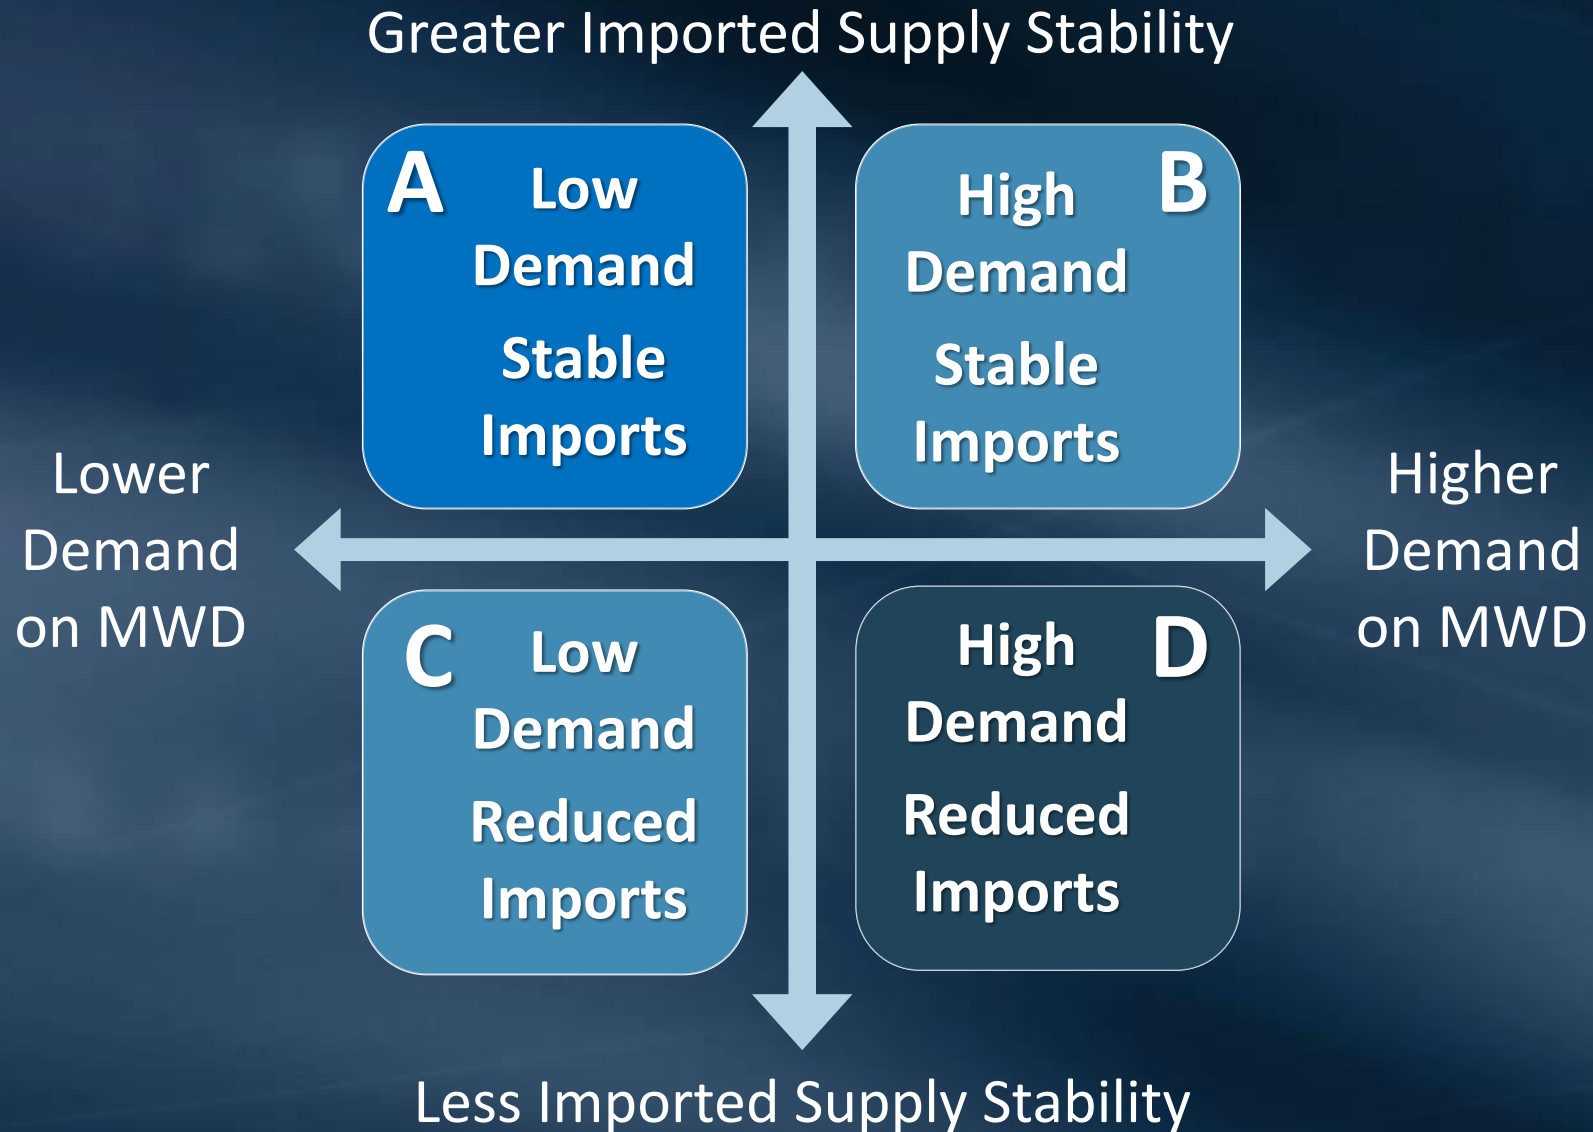 Greater Imported Supply Stability
A
Low
Demand
Stable
Imports
B
High
Demand
Stable
Imports
Lower
Demand
on MWD
Higher
Demand
on MWD
C
Low
Demand
Reduced
Imports
D
High
Demand
Reduced
Imports
Less Imported Supply Stability